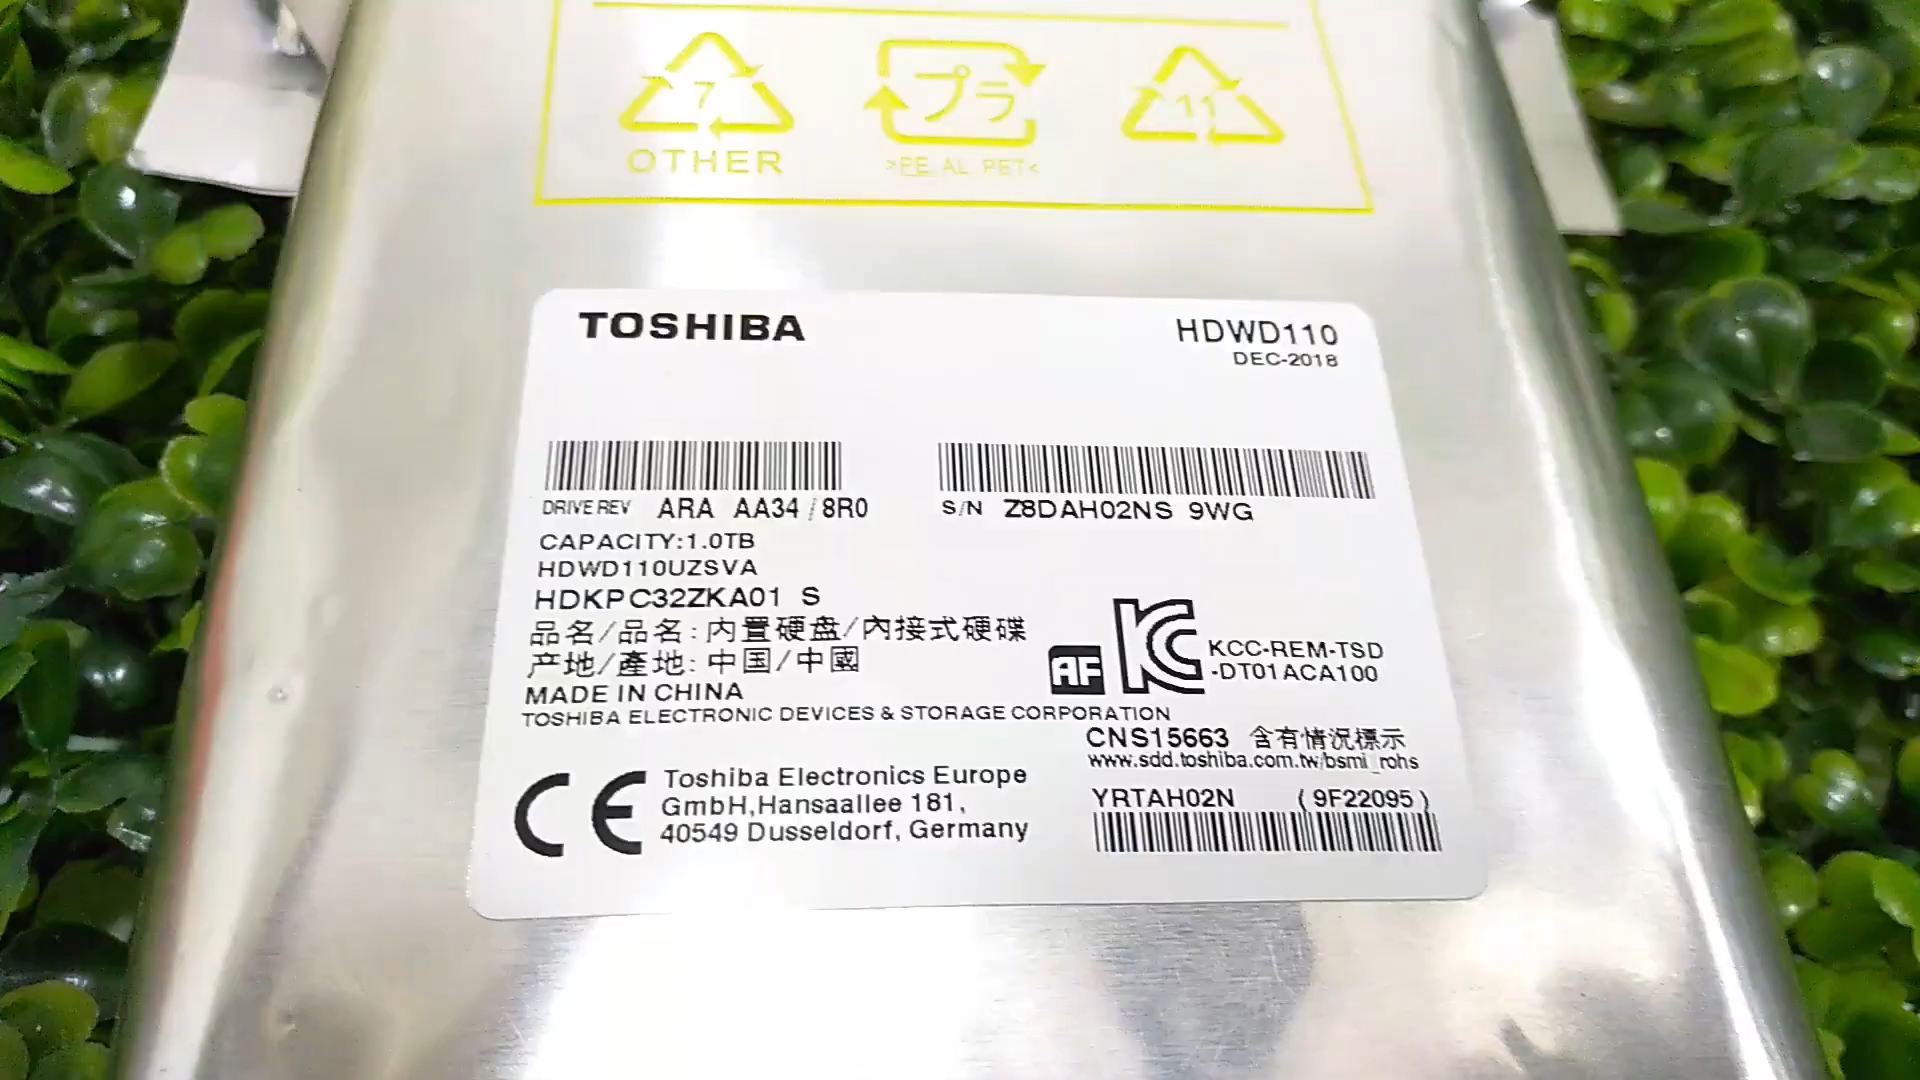 7
OTHER
プラ
>PE, AL, PET<
11
TOSHIBA
HDWD110
DEC-2018
DRIVE REV ARA AA34 / 8R0
S/N Z8DAH02NS 9WG
CAPACITY:1.0TB
HDWD110UZSVA
HDKPC32ZKA01 S
品名/品名: 内置硬盘/內接式硬碟
产地/產地: 中国/中國
MADE IN CHINA
TOSHIBA ELECTRONIC DEVICES & STORAGE CORPORATION
AF
KC
KCC-REM-TSD
-DT01ACA100
CNS15663 含有情況標示
www.sdd.toshiba.com.tw/bsmi_rohs
CE
Toshiba Electronics Europe
GmbH,Hansaallee 181,
40549 Dusseldorf, Germany
YRTAH02N (9F22095)